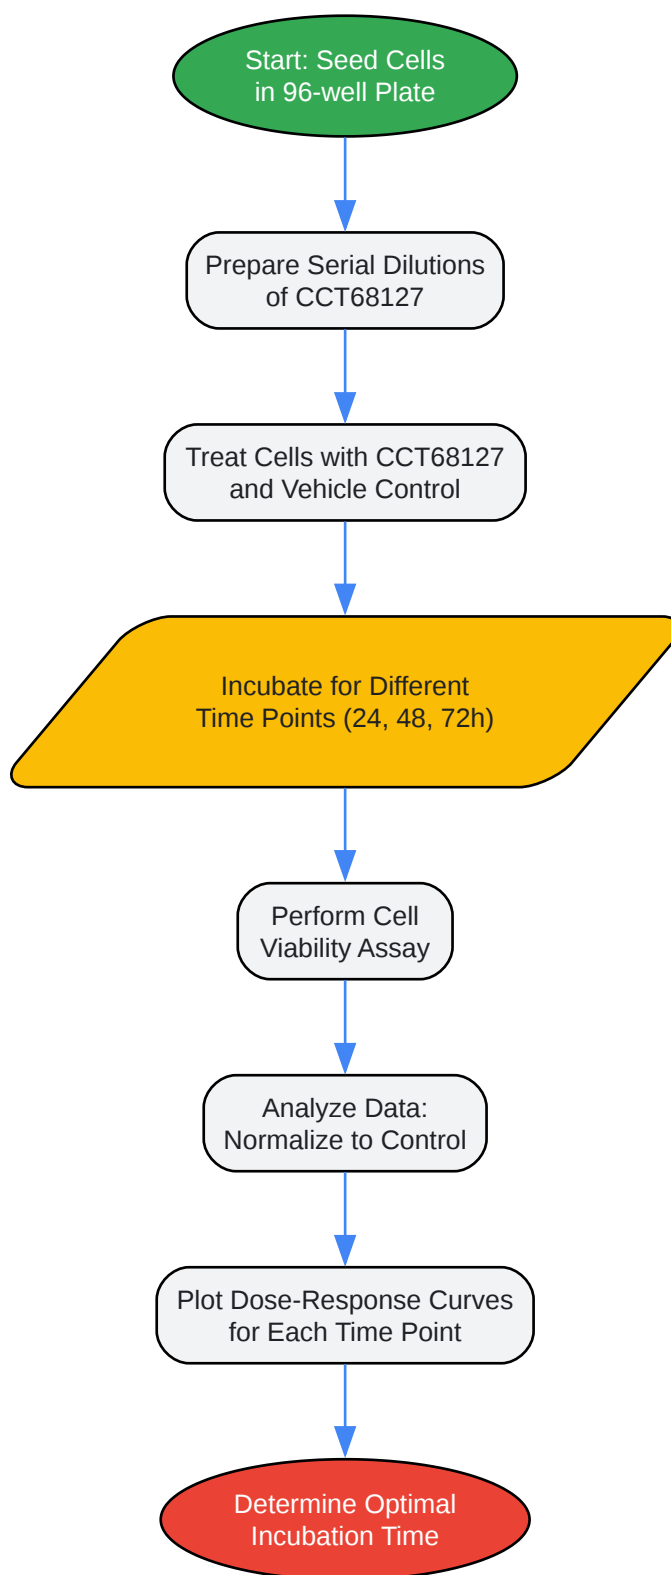 Start: Seed Cells
in 96-well Plate
Prepare Serial Dilutions
of CCT68127
Treat Cells with CCT68127
and Vehicle Control
Incubate for Different
Time Points (24, 48, 72h)
Perform Cell
Viability Assay
Analyze Data:
Normalize to Control
Plot Dose-Response Curves
for Each Time Point
Determine Optimal
Incubation Time